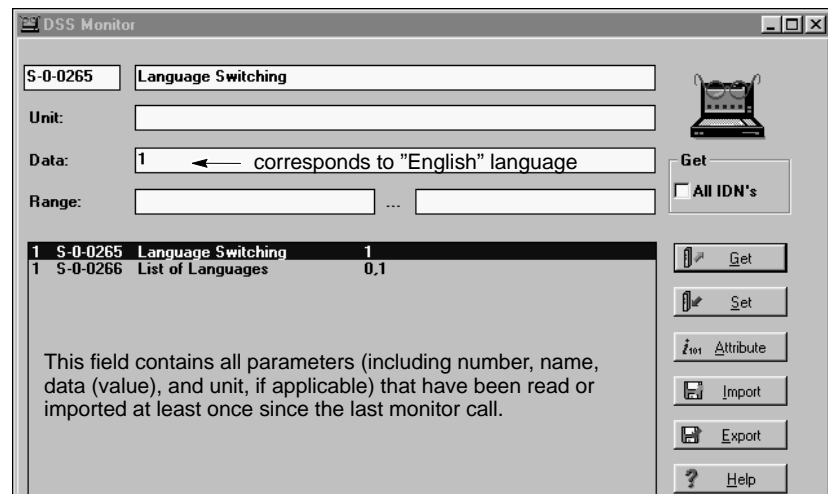 DSS Monitor
S-0-0265 Language Switching
Unit:
Data: 1 corresponds to ”English” language
Range: ...
Get
All IDN's
1 S-0-0265 Language Switching 1
1 S-0-0266 List of Languages 0,1
This field contains all parameters (including number, name,
data (value), and unit, if applicable) that have been read or
imported at least once since the last monitor call.
Get
Set
i101 Attribute
Import
Export
? Help